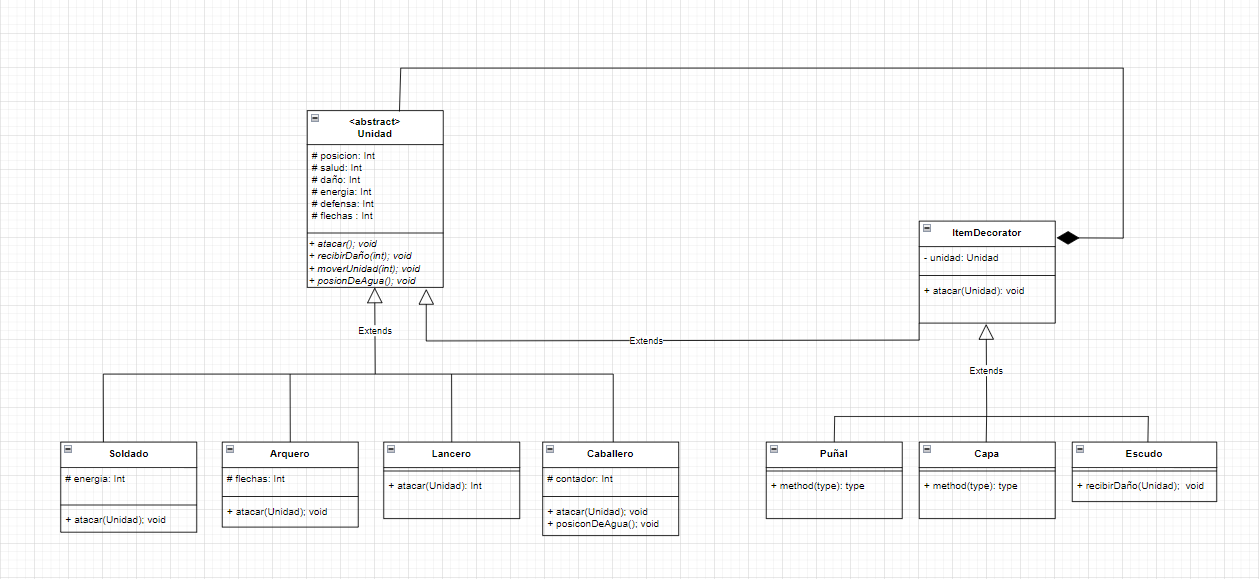 <abstract>
Unidad
# posicion: Int
# salud: Int
# daño: Int
# energia: Int
# defensa: Int
# flechas : Int
+ atacar(); void
+ recibirDaño(int); void
+ moverUnidad(int); void
+ posionDeAgua(); void
ItemDecorator
- unidad: Unidad
+ atacar(Unidad): void
Extends
Extends
Extends
Soldado
# energia: Int
+ atacar(Unidad); void
Arquero
# flechas: Int
+ atacar(Unidad): void
Lancero
+ atacar(Unidad): Int
Caballero
# contador: Int
+ atacar(Unidad): void
+ posiconDeAgua(); void
Puñal
+ method(type): type
Capa
+ method(type): type
Escudo
+ recibirDaño(Unidad); void